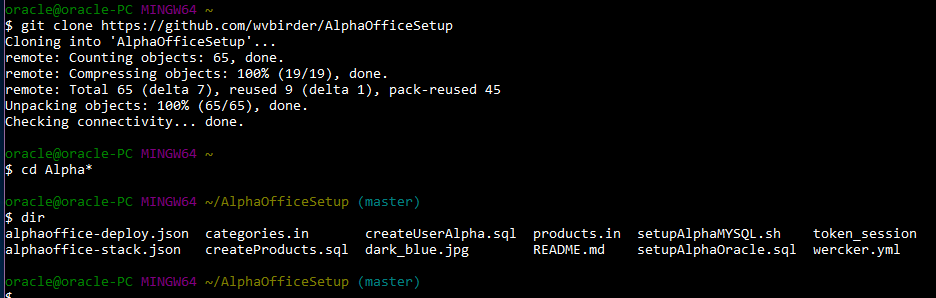 oracle@oracle-PC MINGW64 ~
$ git clone https://github.com/wvbirder/AlphaOfficeSetup
Cloning into 'AlphaOfficeSetup'...
remote: Counting objects: 65, done.
remote: Compressing objects: 100% (19/19), done.
remote: Total 65 (delta 7), reused 9 (delta 1), pack-reused 45
Unpacking objects: 100% (65/65), done.
Checking connectivity... done.

oracle@oracle-PC MINGW64 ~
$ cd Alpha*

oracle@oracle-PC MINGW64 ~/AlphaOfficeSetup (master)
$ dir
alphaoffice-deploy.json  categories.in       createUserAlpha.sql  products.in  setupAlphaMYSQL.sh    token_session
alphaoffice-stack.json   createProducts.sql  dark_blue.jpg        README.md    setupAlphaOracle.sql  wercker.yml

oracle@oracle-PC MINGW64 ~/AlphaOfficeSetup (master)
$